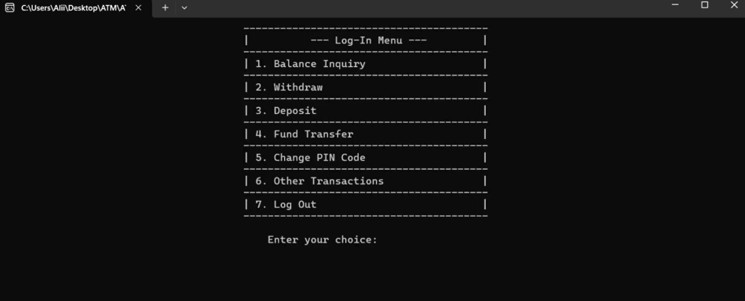 C:\Users\Alii\Desktop\ATM\A'
--- Log-In Menu ---
1. Balance Inquiry
2. Withdraw
3. Deposit
4. Fund Transfer
5. Change PIN Code
6. Other Transactions
7. Log Out
Enter your choice: